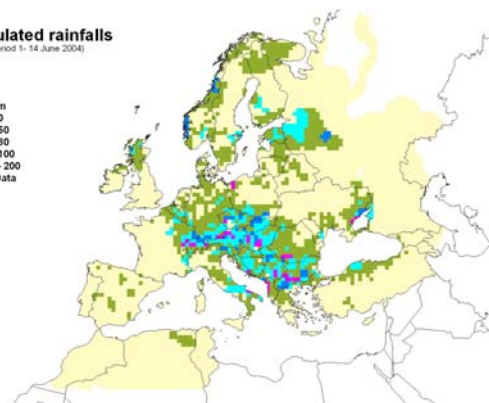 ulated rainfalls
eriod 1- 14 June 2004)
m
0
50
80
100
- 200
ata